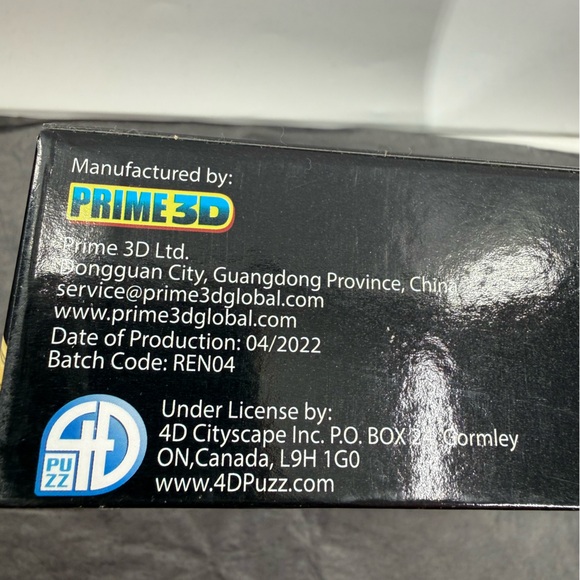 Manufactured by:
PRIME3D
Prime 3D Ltd.
Dongguan City, Guangdong Province, China
service@prime3dglobal.com
www.prime3dglobal.com
Date of Production: 04/2022
Batch Code: REN04
4D
PU
ZZ
Under License by:
4D Cityscape Inc. P.O. BOX Gormley
ON,Canada, L9H 1G0
www.4DPuzz.com